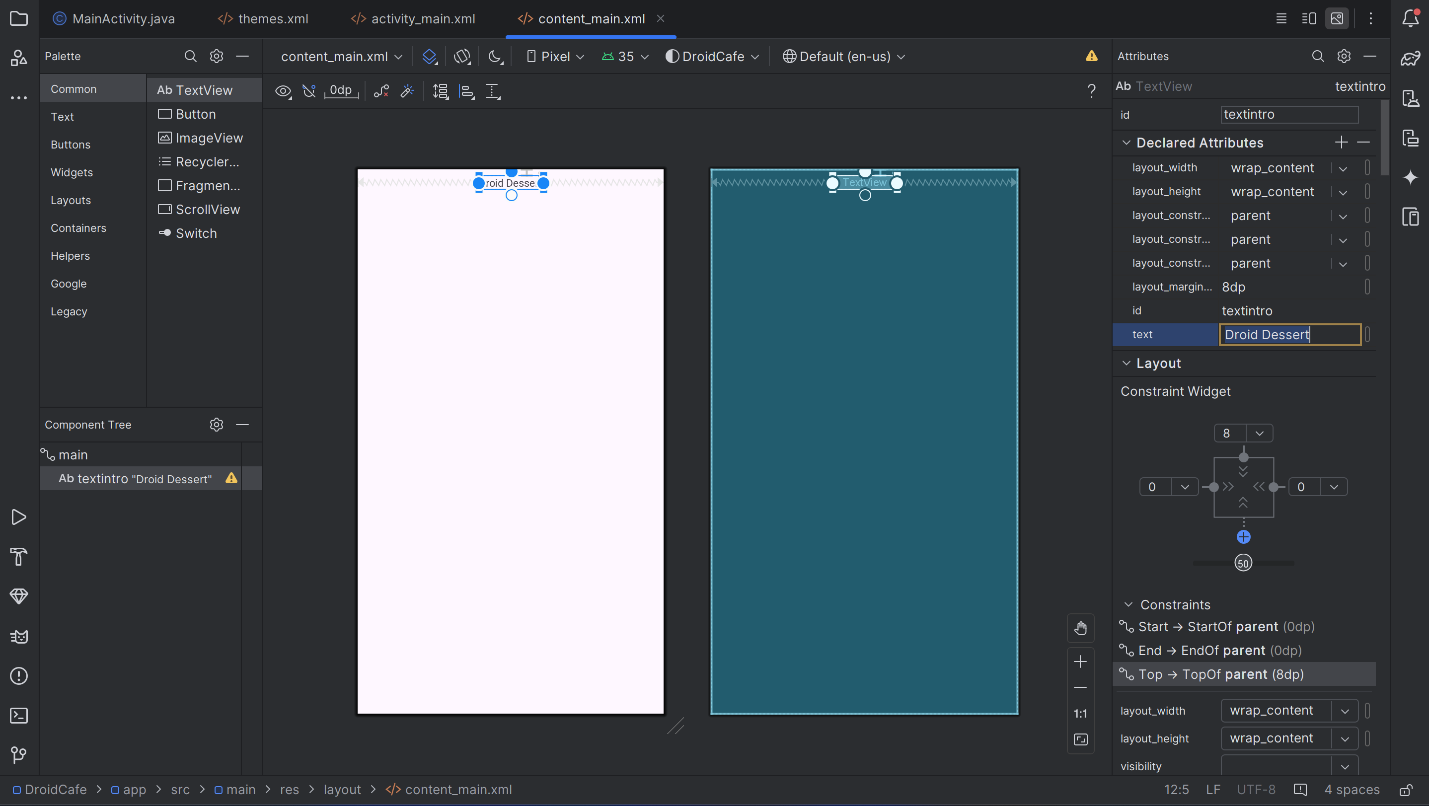 MainActivity.java
themes.xml
activity_main.xml
content_main.xml
Palette
content_main.xml
Pixel
35
DroidCafe
Default (en-us)
Attributes
Common
Text
Buttons
Widgets
Layouts
Containers
Helpers
Google
Legacy
Ab TextView
Button
ImageView
Recycler...
Fragmen...
ScrollView
Switch
0dp
?
Ab TextView
textintro
id
textintro
Declared Attributes
layout_width
wrap_content
layout_height
wrap_content
layout_constr...
parent
layout_constr...
parent
layout_constr...
parent
layout_margin...
8dp
id
textintro
text
Droid Dessert
roid Desse
TextView
Layout
Constraint Widget
8
0
0
50
Constraints
Start → StartOf parent (0dp)
End → EndOf parent (0dp)
Top → TopOf parent (8dp)
layout_width
wrap_content
layout_height
wrap_content
visibility
Component Tree
main
Ab textintro "Droid Dessert"
1:1
DroidCafe > app > src > main > res > layout > content_main.xml
12:5
LF
UTF-8
4 spaces